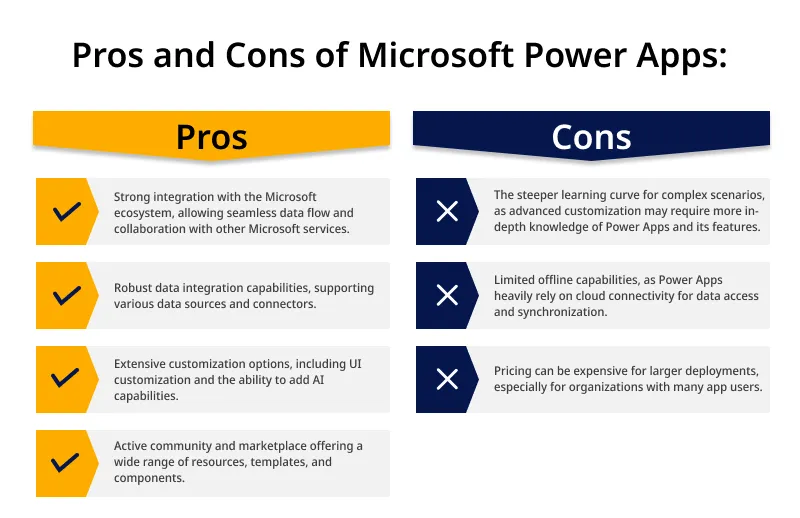 Pros and Cons of Microsoft Power Apps:
Pros
Strong integration with the Microsoft
ecosystem, allowing seamless data flow and
collaboration with other Microsoft services.
Robust data integration capabilities, supporting
various data sources and connectors.
Extensive customization options, including UI
customization and the ability to add AI
capabilities.
Active community and marketplace offering a
wide range of resources, templates, and
components.
Cons
The steeper learning curve for complex scenarios,
as advanced customization may require more in-
depth knowledge of Power Apps and its features.
Limited offline capabilities, as Power Apps
heavily rely on cloud connectivity for data access
and synchronization.
Pricing can be expensive for larger deployments,
especially for organizations with many app users.